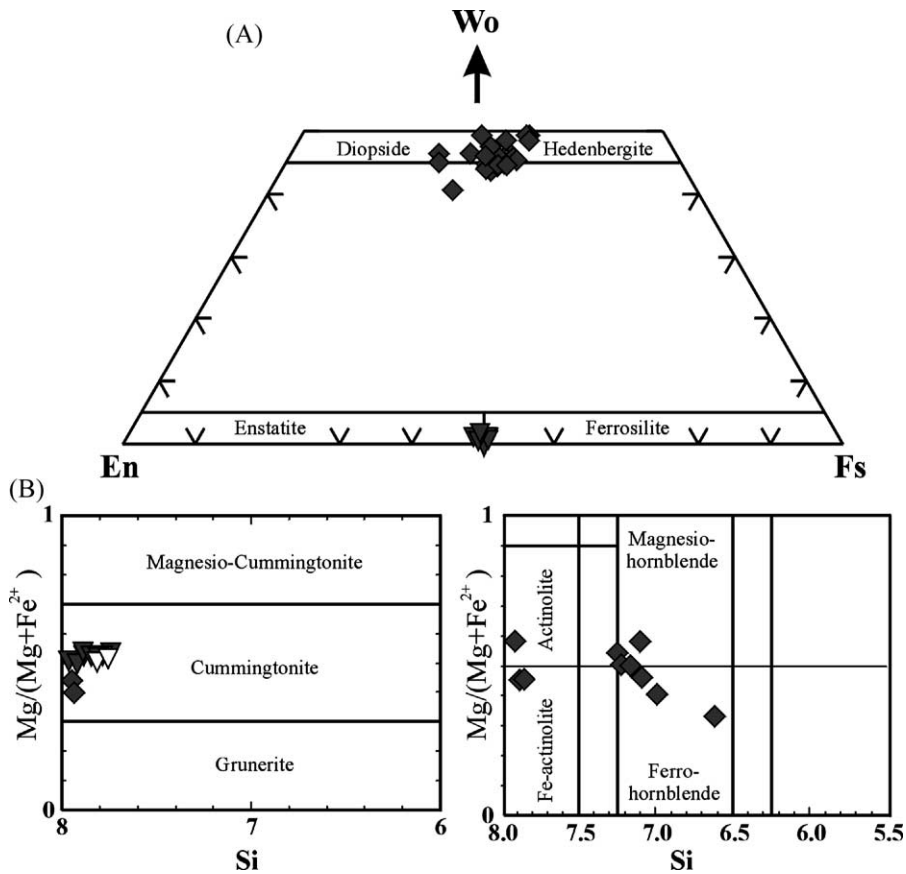 (A)
Wo
Diopside
Hedenbergite
Enstatite
Ferrosilite
En
Fs
(B)
1
Magnesio-Cummingtonite
Mg/(Mg+Fe²⁺)
Cummingtonite
Grunerite
0
8
7
6
Si
1
Magnesio-
hornblende
Actinolite
Mg/(Mg+Fe²⁺)
Fe-actinolite
Ferro-
hornblende
0
8.0
7.5
7.0
6.5
6.0
5.5
Si